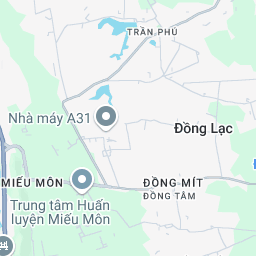 TRẦN PHÚ
Nhà máy A31
Đồng Lạc
MIẾU MÔN
ĐỒNG MÍT
ĐỒNG TÂM
Trung tâm Huấn
luyện Miếu Môn